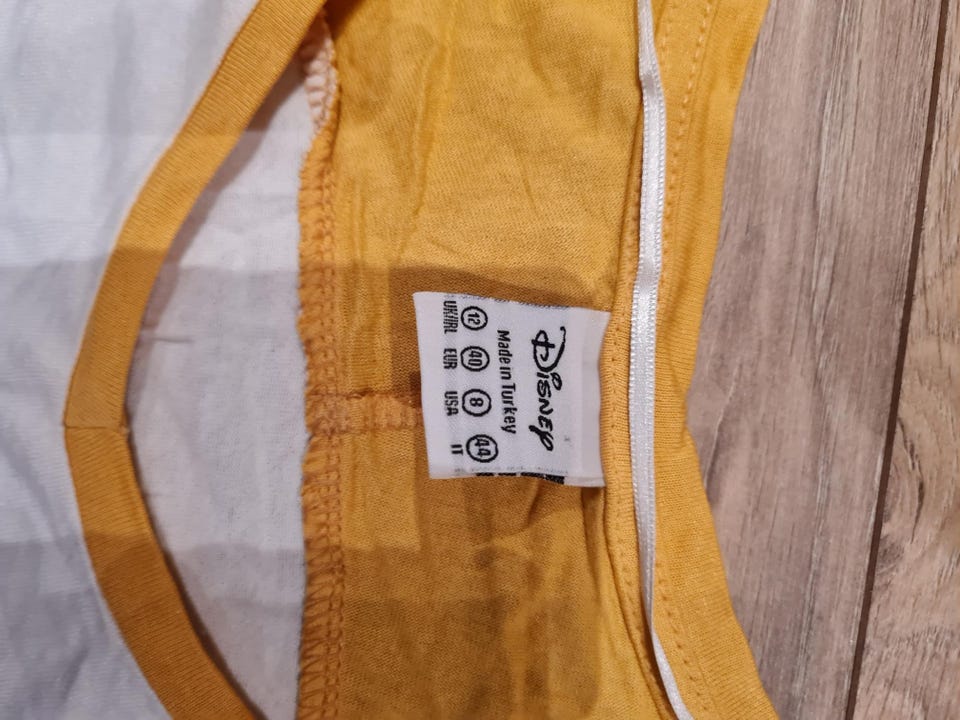 Disney
Made in Turkey
12 40 8 44
UK/IRL EUR USA IT